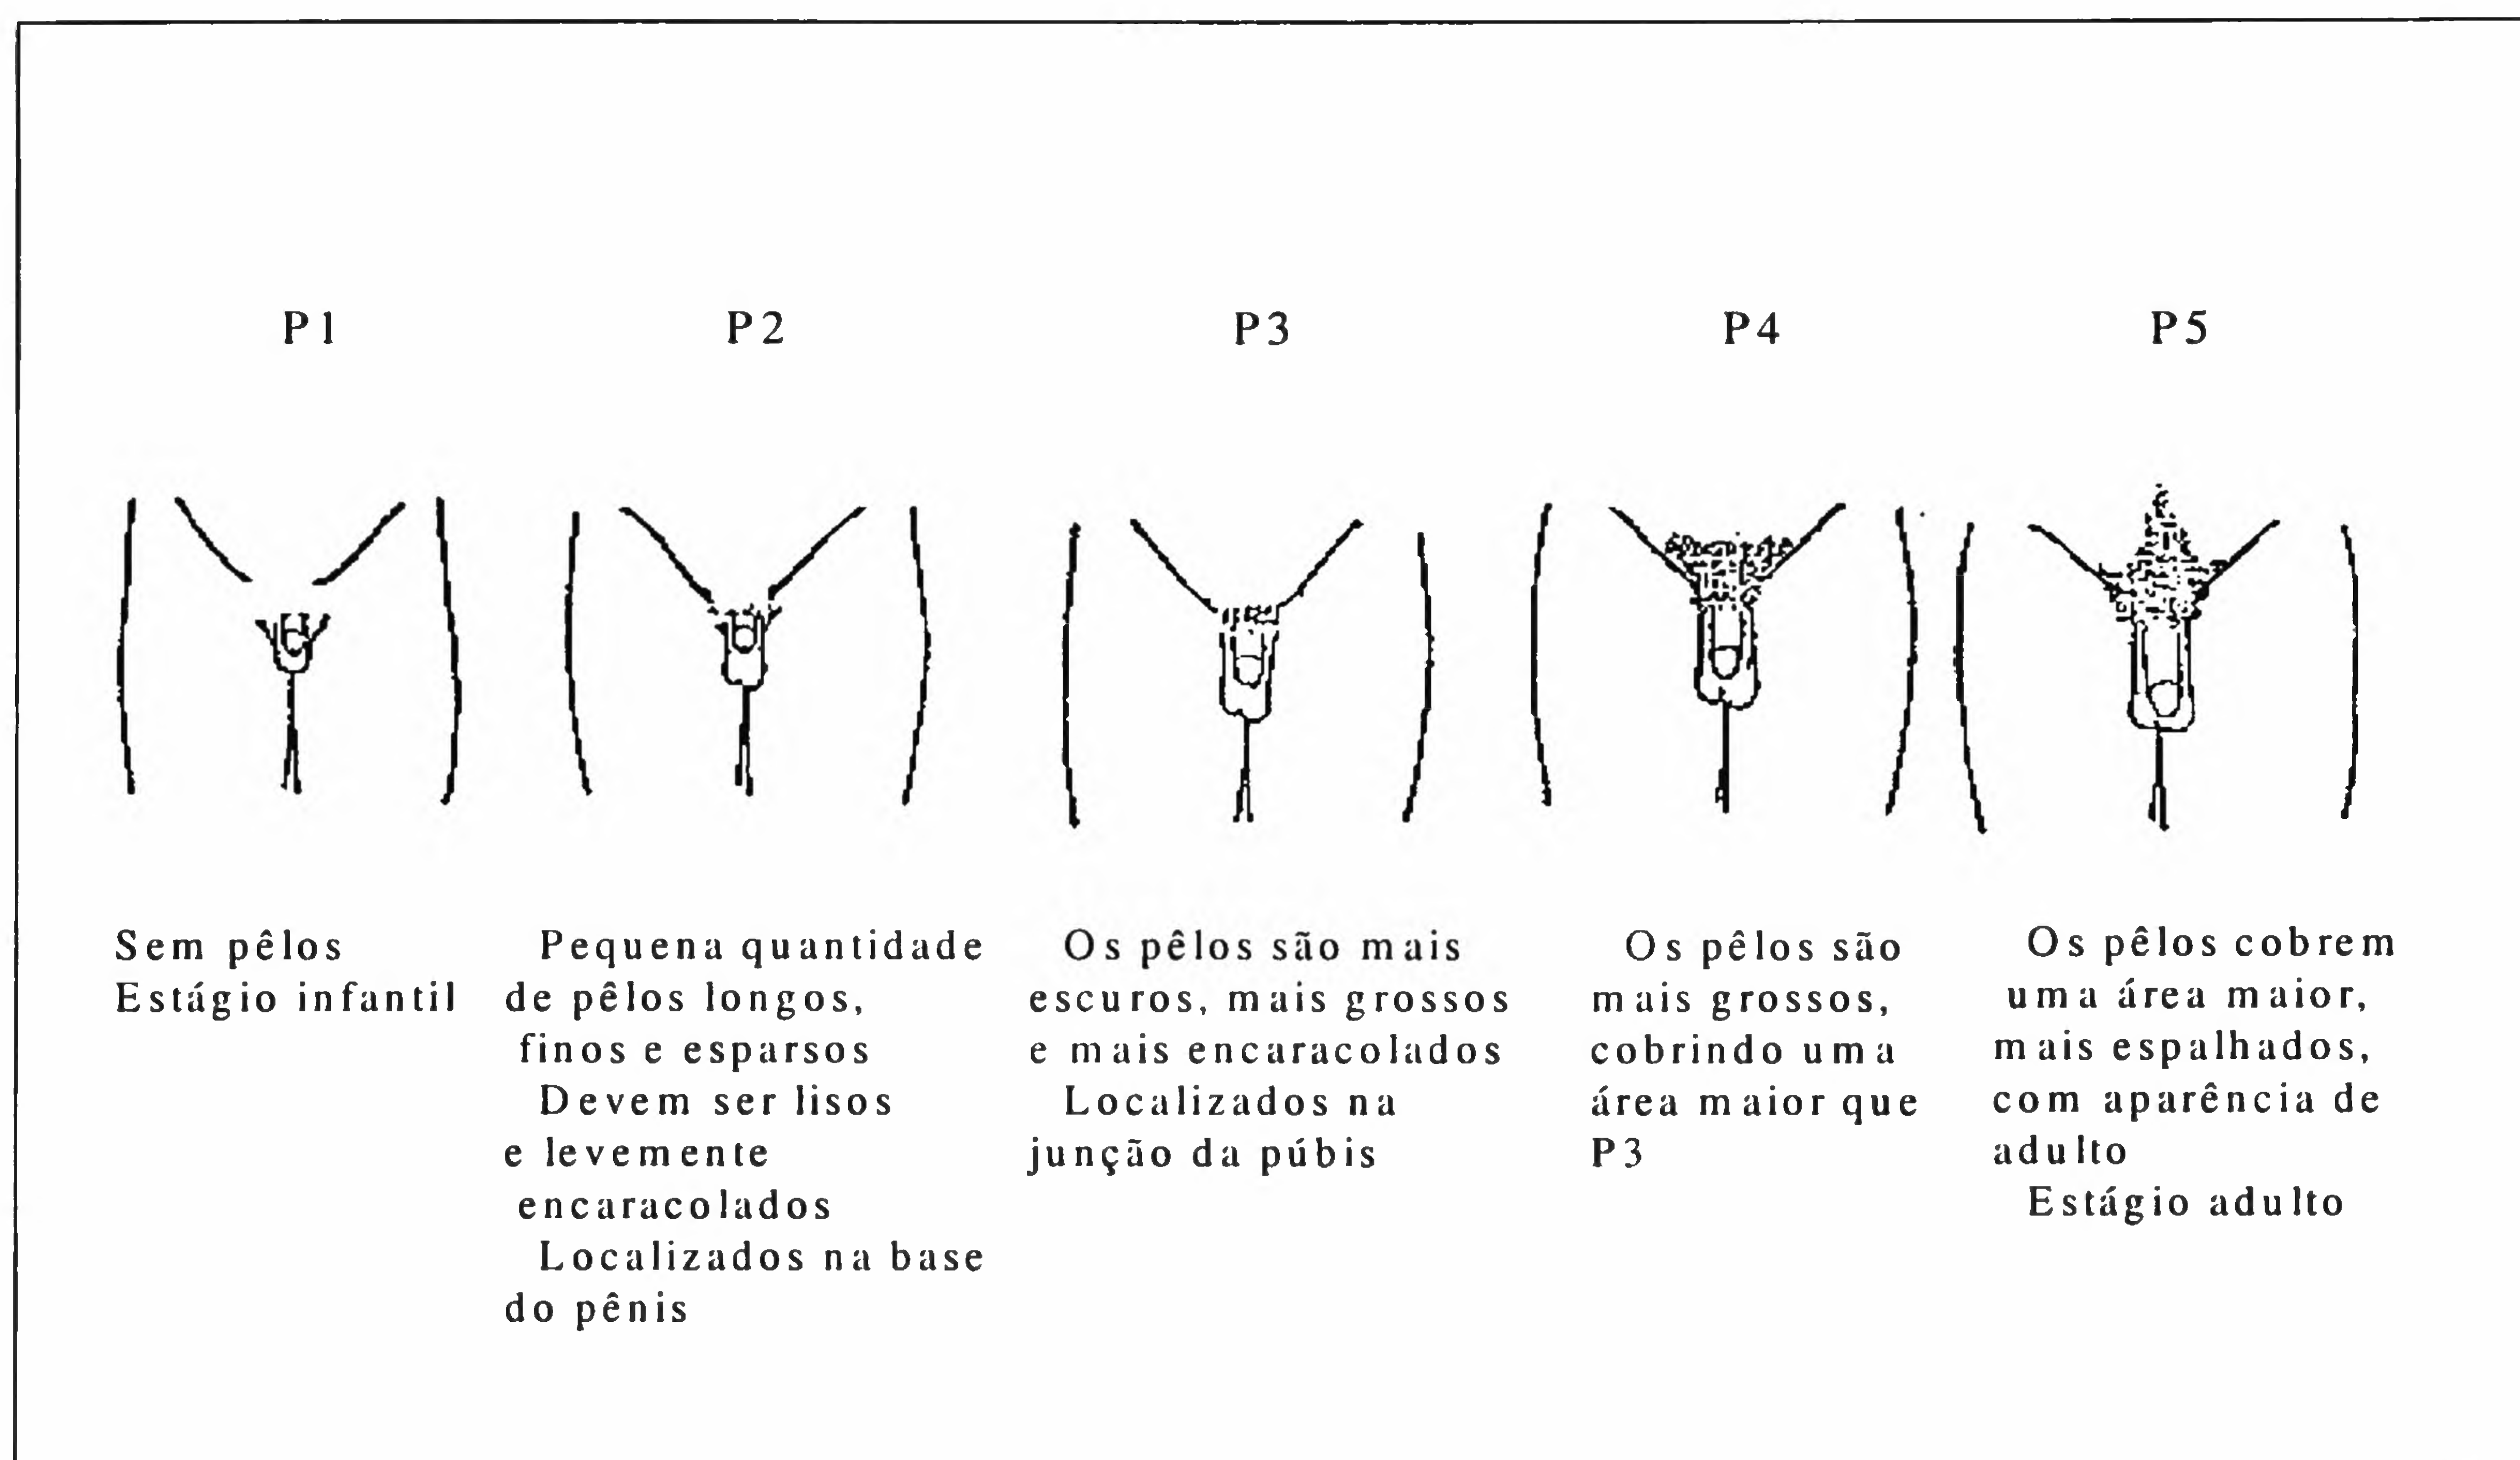 P1
P2
P3
P4
P5
Sem pêlos
Estágio infantil
Pequena quantidade
de pêlos longos,
finos e esparsos
Devem ser lisos
e levemente
encaracolados
Localizados na base
do pênis
Os pêlos são mais
escuros, mais grossos
e mais encaracolados
Localizados na
junção da púbis
Os pêlos são
mais grossos,
cobrindo uma
área maior que
P3
Os pêlos cobrem
uma área maior,
mais espalhados,
com aparência de
adulto
Estágio adulto